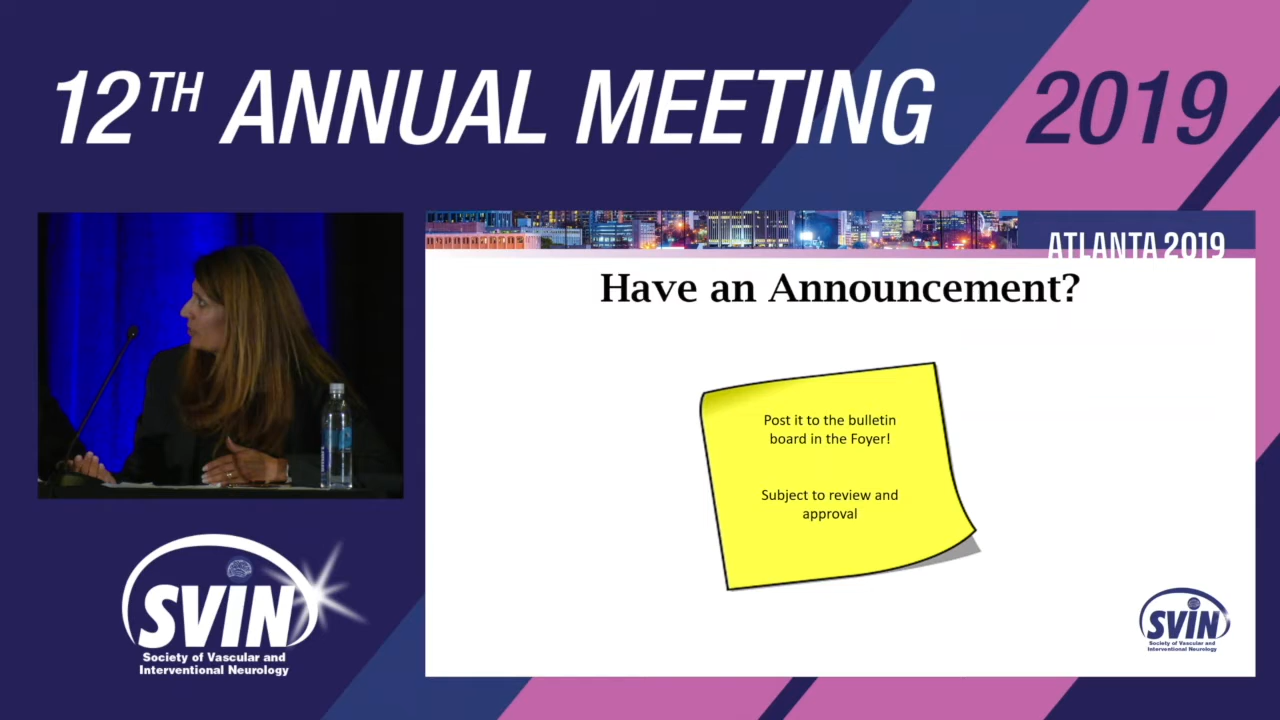 12TH ANNUAL MEETING 2019
ATLANTA 2019
Have an Announcement?
Post it to the bulletin
board in the Foyer!
Subject to review and
approval
SVIN
Society of Vascular and
Interventional Neurology
SVIN
Society of Vascular and
Interventional Neurology